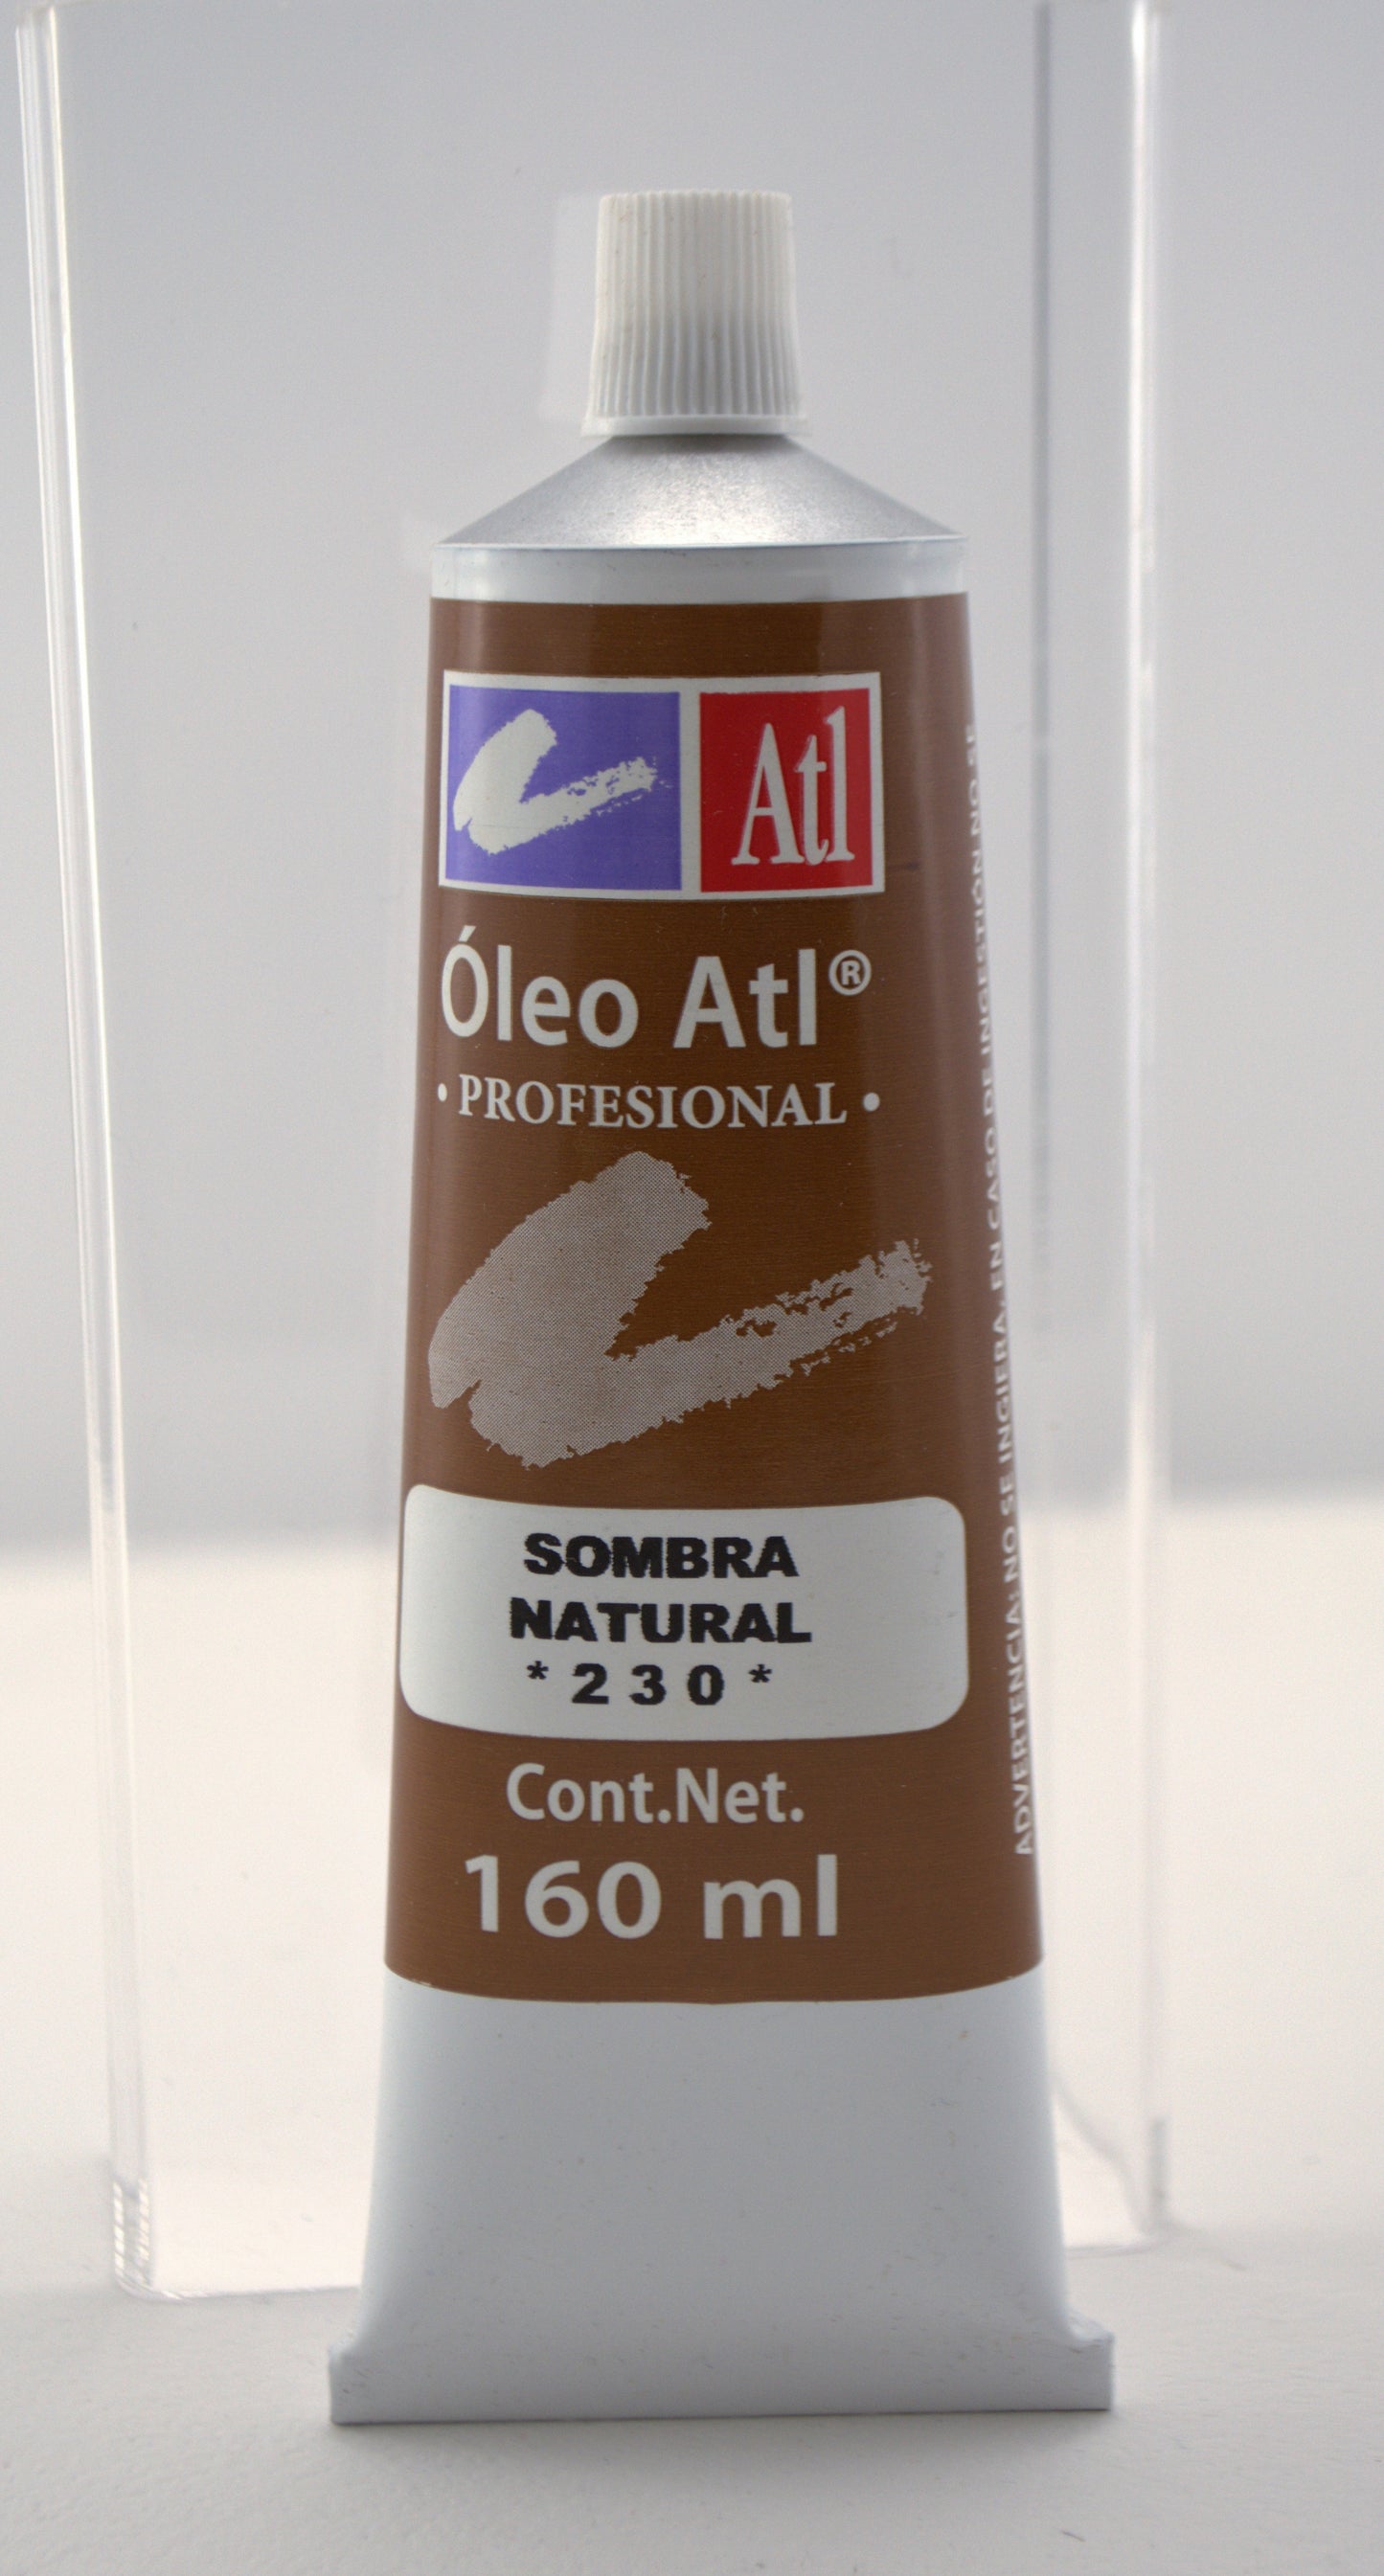 Atl
Óleo Atl®
• PROFESIONAL •
SOMBRA
NATURAL
* 2 3 0 *
Cont.Net.
160 ml
ADVERTENCIA: NO SE INGIERA. EN CASO DE INGESTIÓN NO SE